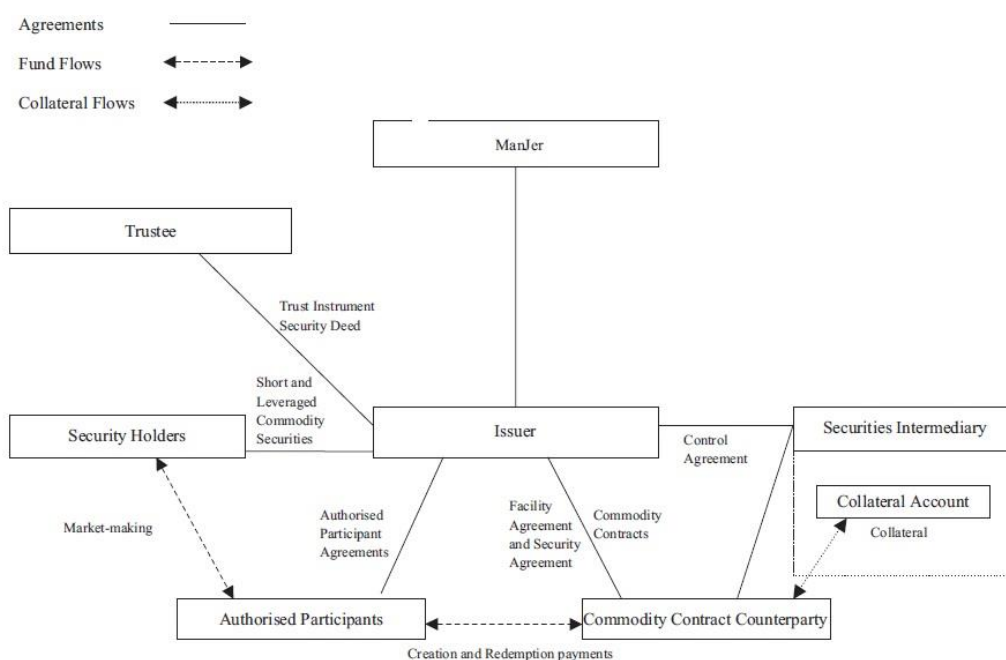 Agreements
Fund Flows
Collateral Flows
ManJer
Trustee
Trust Instrument
Security Deed
Short and
Leveraged
Commodity
Securities
Security Holders
Issuer
Securities Intermediary
Control
Agreement
Collateral Account
Collateral
Market-making
Authorised
Participant
Agreements
Facility
Agreement
and Security
Agreement
Commodity
Contracts
Authorised Participants
Commodity Contract Counterparty
Creation and Redemption payments